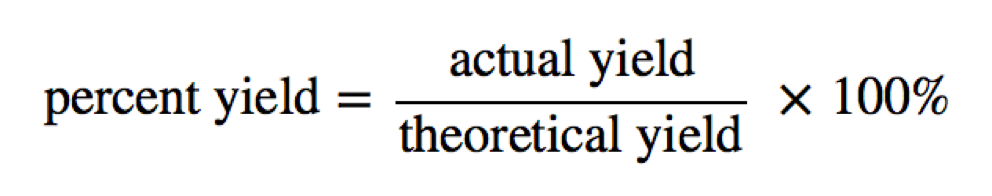 percent yield = actual yield / theoretical yield × 100%